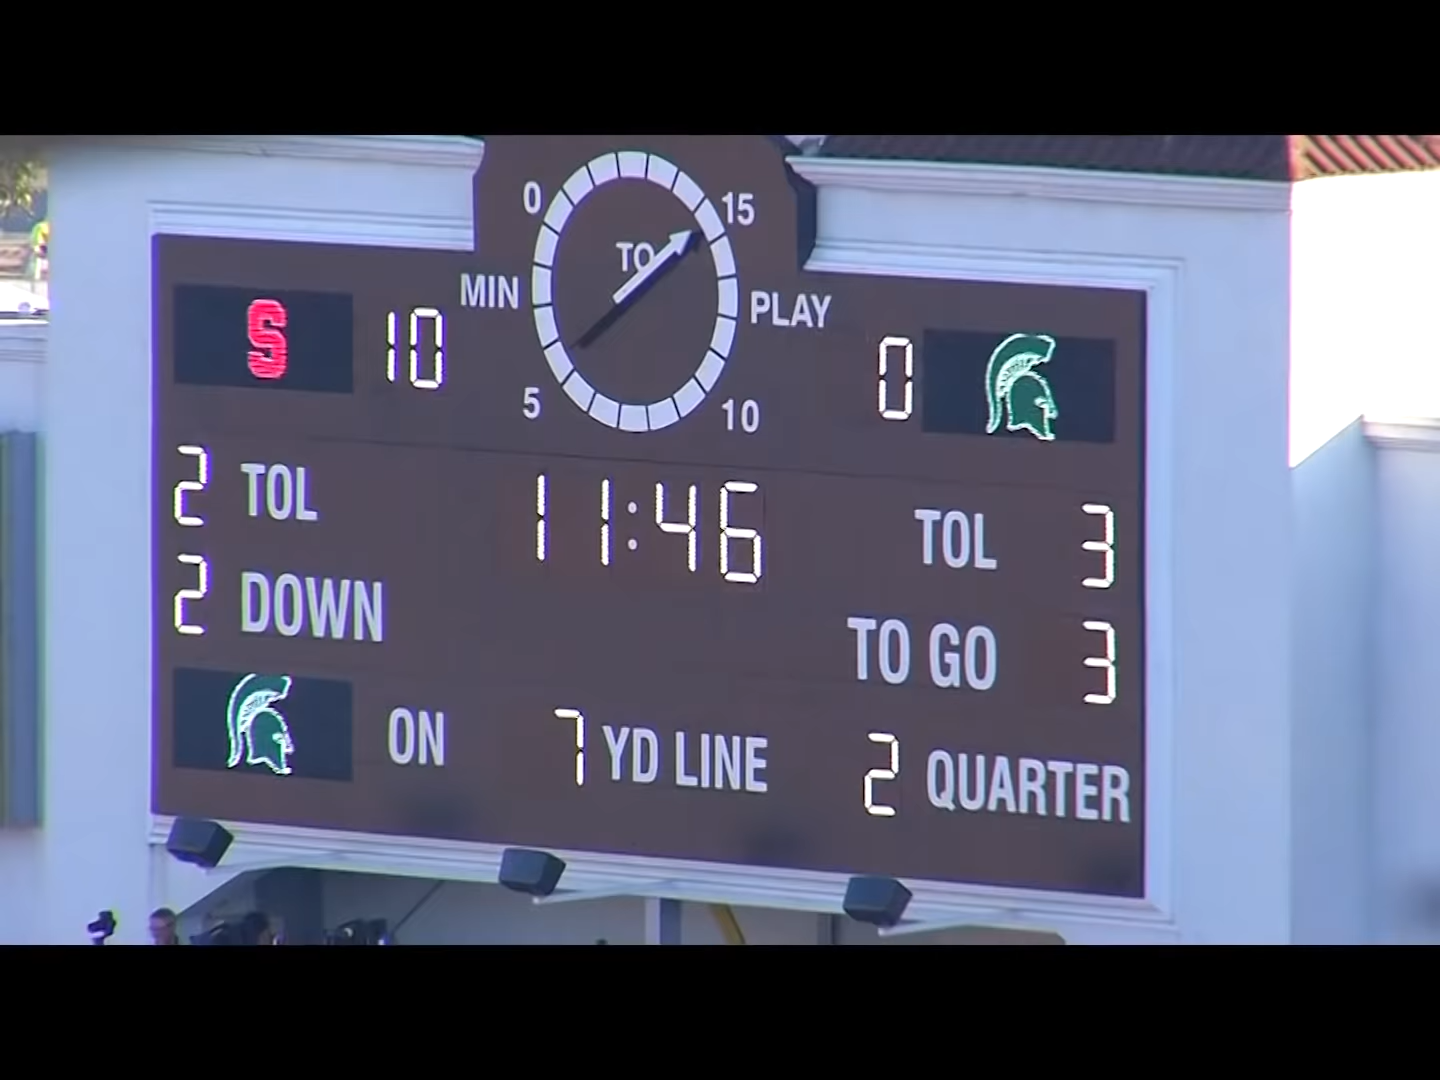 0
15
TO
MIN
PLAY
S
10
0
5
10
2 TOL
11:46
TOL 3
2 DOWN
TO GO 3
ON
7 YD LINE
2 QUARTER